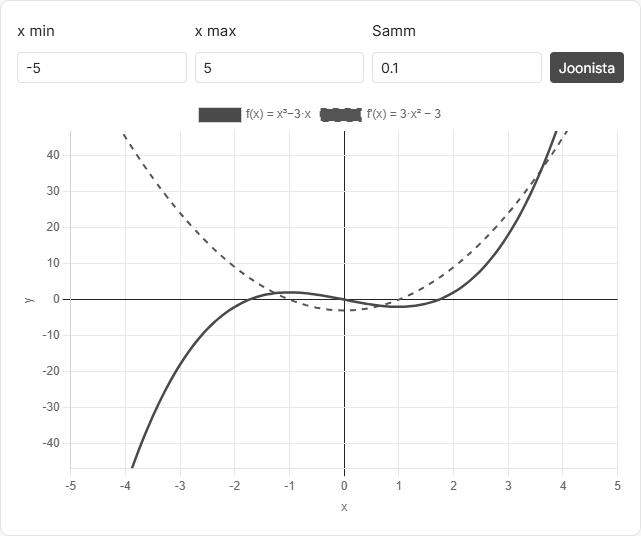 x min x max Samm
-5 5 0.1 Joonista
f(x) = x³−3·x f'(x) = 3·x² − 3
40
30
20
10
0
-10
-20
-30
-40
y
-5 -4 -3 -2 -1 0 1 2 3 4 5
x